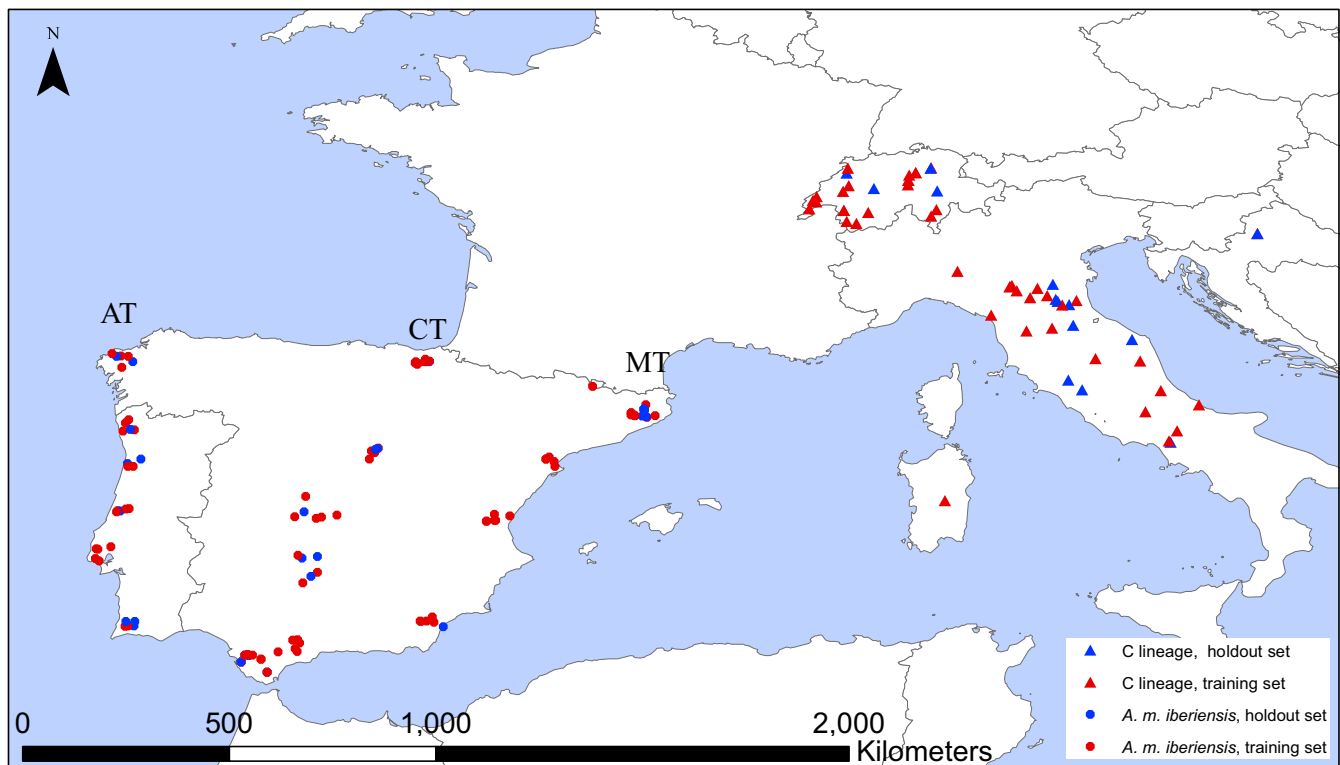 N
AT
CT
MT
C lineage, holdout set
C lineage, training set
A. m. iberiensis, holdout set
A. m. iberiensis, training set
0 500 1,000 2,000
Kilometers